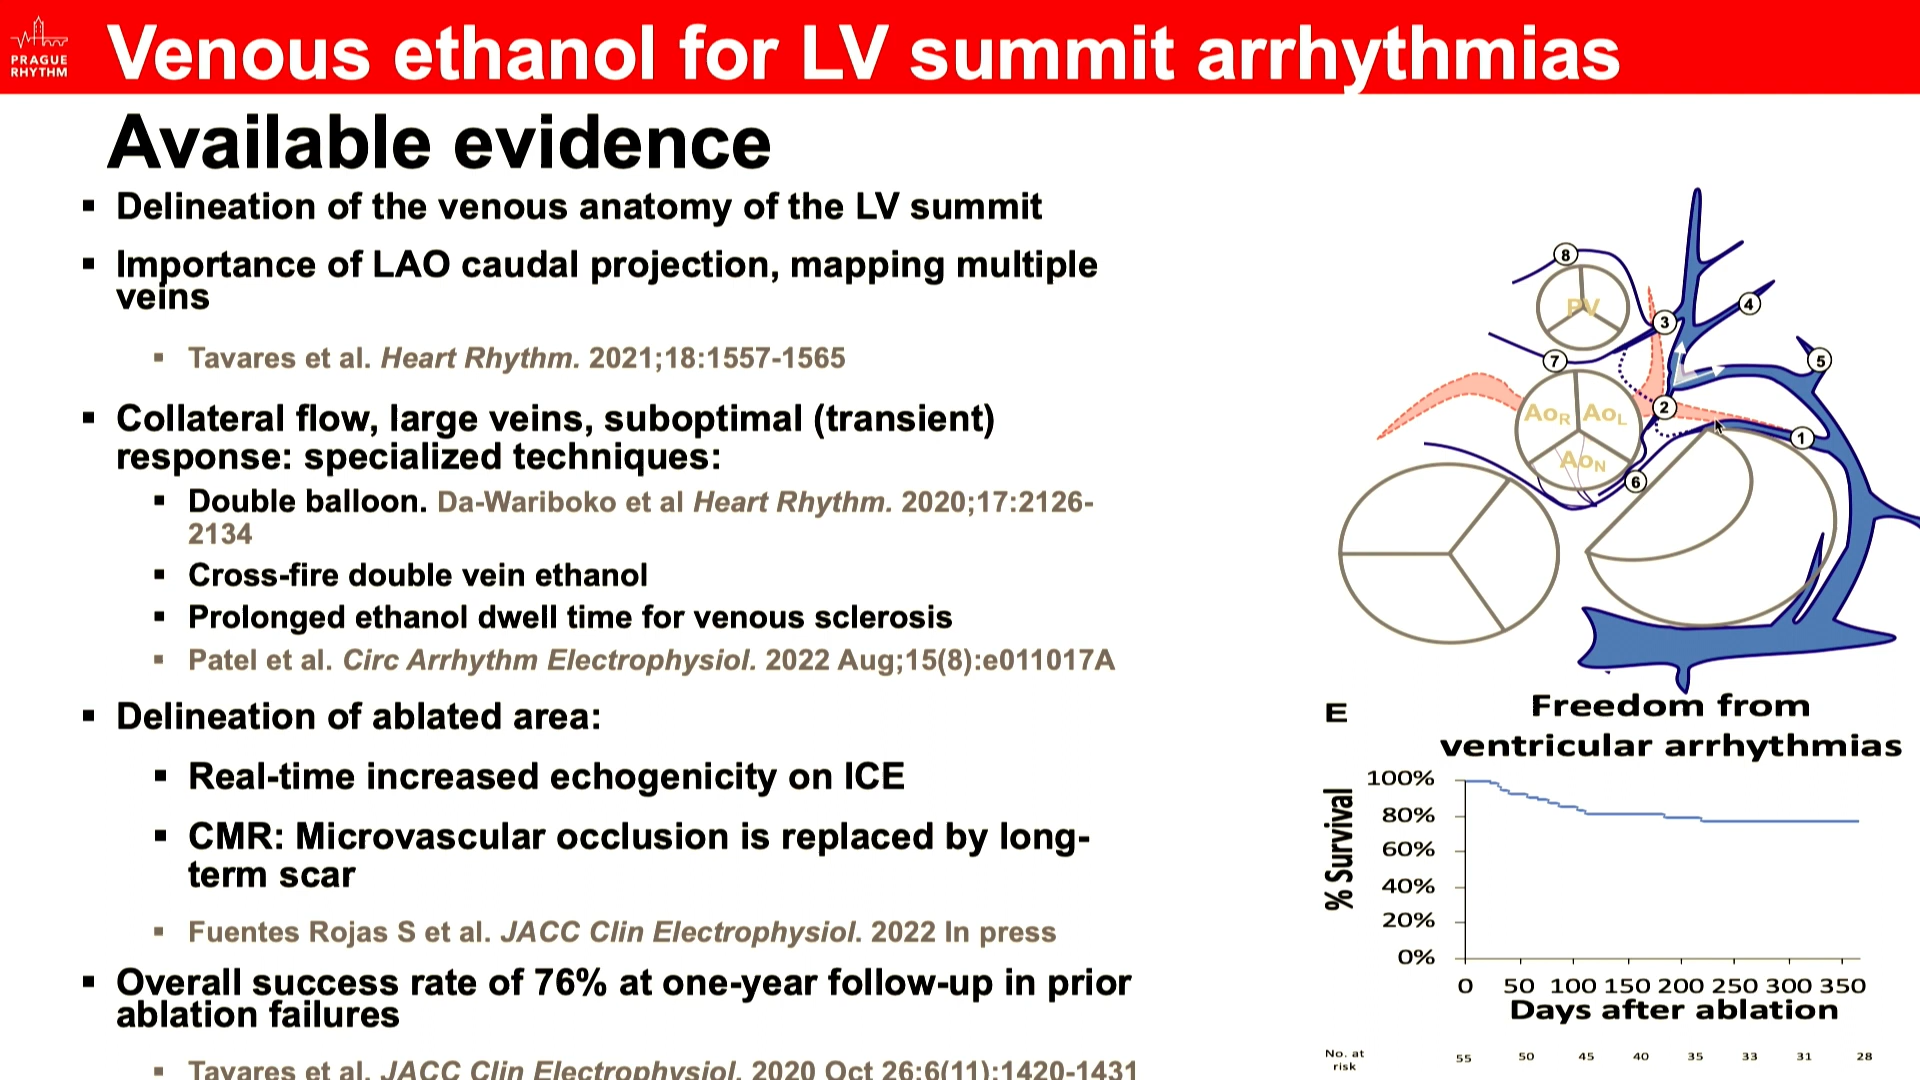 PRAGUE
RHYTHM
Venous ethanol for LV summit arrhythmias
Available evidence
▪ Delineation of the venous anatomy of the LV summit
▪ Importance of LAO caudal projection, mapping multiple
veins
▪ Tavares et al. Heart Rhythm. 2021;18:1557-1565
▪ Collateral flow, large veins, suboptimal (transient)
response: specialized techniques:
▪ Double balloon. Da-Wariboko et al Heart Rhythm. 2020;17:2126-
2134
▪ Cross-fire double vein ethanol
▪ Prolonged ethanol dwell time for venous sclerosis
▪ Patel et al. Circ Arrhythm Electrophysiol. 2022 Aug;15(8):e011017A
▪ Delineation of ablated area:
▪ Real-time increased echogenicity on ICE
▪ CMR: Microvascular occlusion is replaced by long-
term scar
▪ Fuentes Rojas S et al. JACC Clin Electrophysiol. 2022 In press
▪ Overall success rate of 76% at one-year follow-up in prior
ablation failures
▪ Tavares et al. JACC Clin Electrophysiol. 2020 Oct 26;6(11):1420-1431
8
PV
3
4
7
5
AoR AoL
2
1
AoN
6
E
Freedom from
ventricular arrhythmias
% Survival
100%
80%
60%
40%
20%
0%
0 50 100 150 200 250 300 350
Days after ablation
No. at
risk
55 50 45 40 35 33 31 28